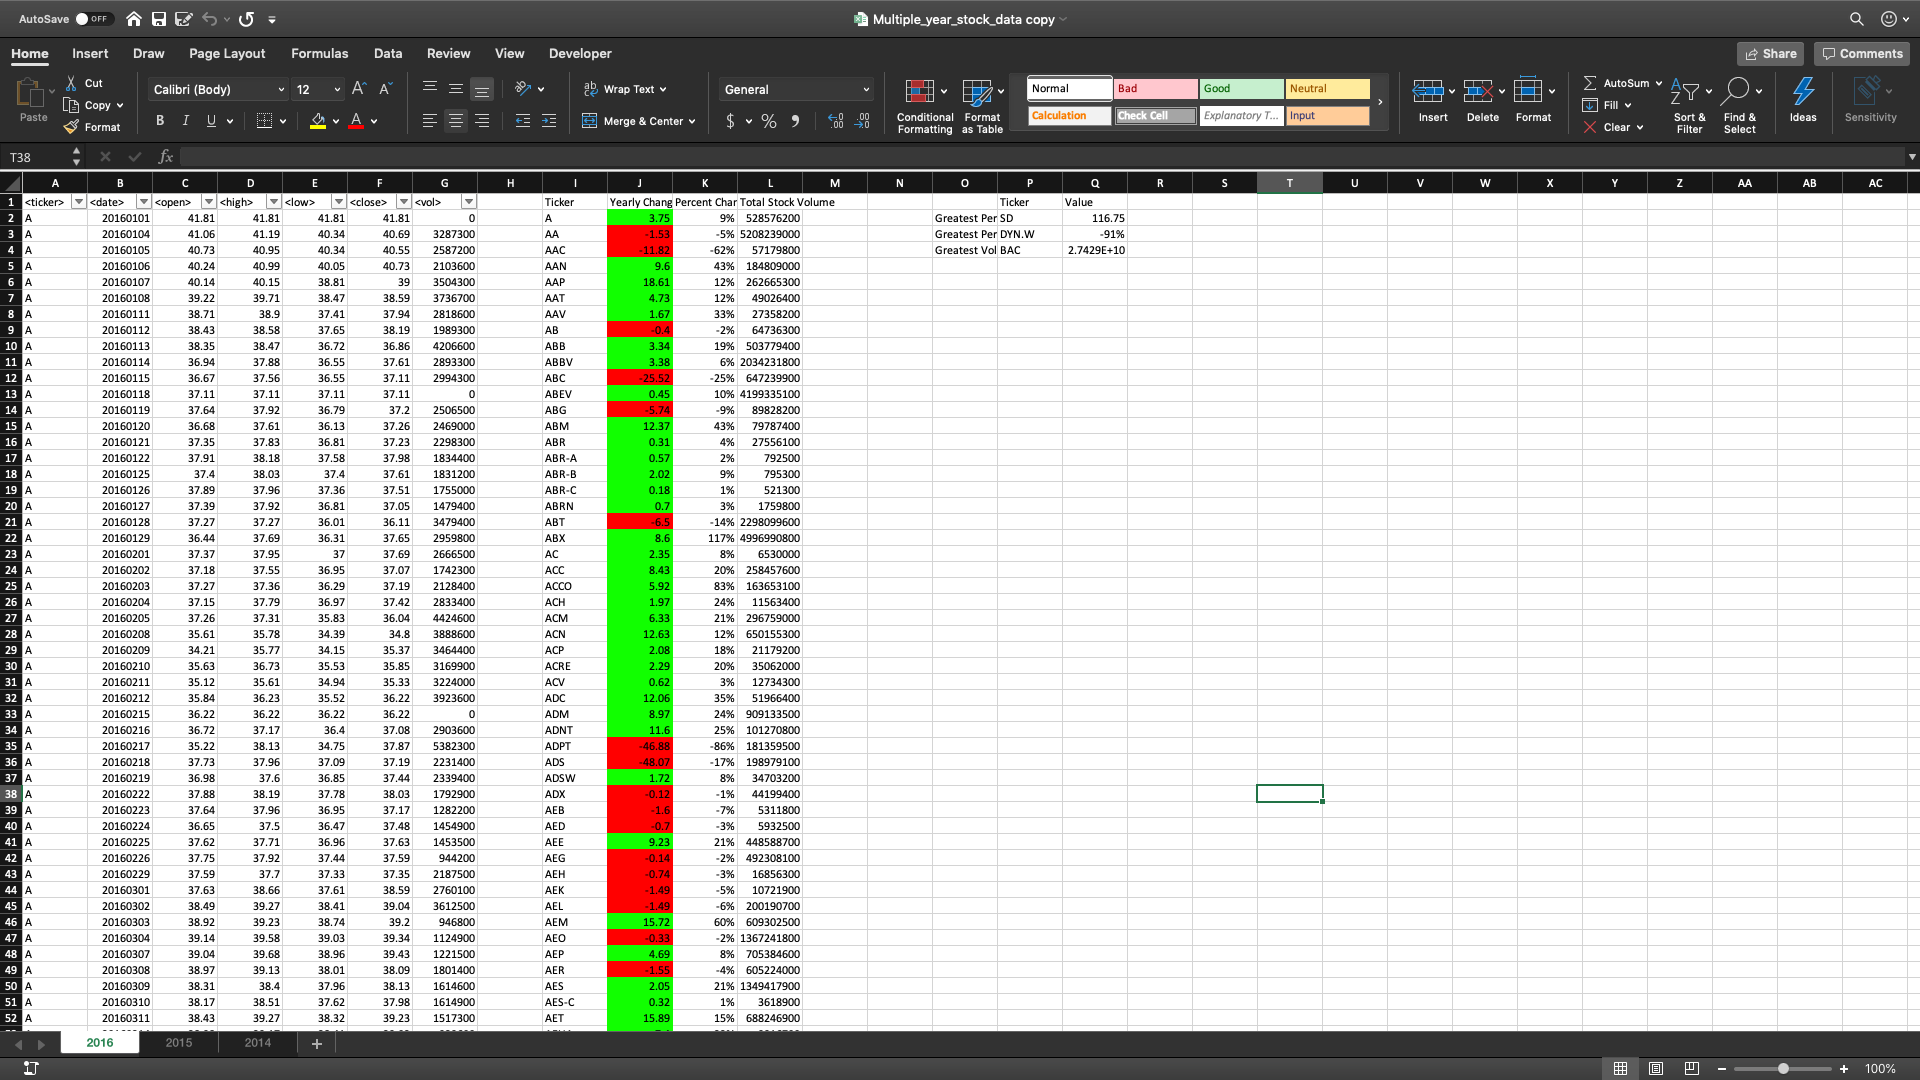 AutoSave OFF Multiple_year_stock_data copy
Home Insert Draw Page Layout Formulas Data Review View Developer Share Comments
Paste Cut Copy Format Calibri (Body) 12 A A B I U A Wrap Text Merge & Center General $ % Conditional Formatting Format as Table Normal Bad Good Neutral Calculation Check Cell Explanatory T... Input Insert Delete Format AutoSum Fill Clear Sort & Filter Find & Select Ideas Sensitivity
T38 fx
A B C D E F G H I J K L M N O P Q R S T U V W X Y Z AA AB AC
1 <ticker> <date> <open> <high> <low> <close> <vol> Ticker Yearly Chang Percent Char Total Stock Volume Ticker Value
2 A 20160101 41.81 41.81 41.81 41.81 0 A 3.75 9% 528576200 Greatest Per SD 116.75
3 A 20160104 41.06 41.19 40.34 40.69 3287300 AA -1.53 -5% 5208239000 Greatest Per DYN.W -91%
4 A 20160105 40.73 40.95 40.34 40.55 2587200 AAC -11.82 -62% 57179800 Greatest Vol BAC 2.7429E+10
5 A 20160106 40.24 40.99 40.05 40.73 2103600 AAN 9.6 43% 184809000
6 A 20160107 40.14 40.15 38.81 39 3504300 AAP 18.61 12% 262665300
7 A 20160108 39.22 39.71 38.47 38.59 3736700 AAT 4.73 12% 49026400
8 A 20160111 38.71 38.9 37.41 37.94 2818600 AAV 1.67 33% 27358200
9 A 20160112 38.43 38.58 37.65 38.19 1989300 AB -0.4 -2% 64736300
10 A 20160113 38.35 38.47 36.72 36.86 4206600 ABB 3.34 19% 503779400
11 A 20160114 36.94 37.88 36.55 37.61 2893300 ABBV 3.38 6% 2034231800
12 A 20160115 36.67 37.56 36.55 37.11 2994300 ABC -25.52 -25% 647239900
13 A 20160118 37.11 37.11 37.11 37.11 0 ABEV 0.45 10% 4199335100
14 A 20160119 37.64 37.92 36.79 37.2 2506500 ABG -5.74 -9% 89828200
15 A 20160120 36.68 37.61 36.13 37.26 2469000 ABM 12.37 43% 79787400
16 A 20160121 37.35 37.83 36.81 37.23 2298300 ABR 0.31 4% 27556100
17 A 20160122 37.91 38.18 37.58 37.98 1834400 ABR-A 0.57 2% 792500
18 A 20160125 37.4 38.03 37.4 37.61 1831200 ABR-B 2.02 9% 795300
19 A 20160126 37.89 37.96 37.36 37.51 1755000 ABR-C 0.18 1% 521300
20 A 20160127 37.39 37.92 36.81 37.05 1479400 ABRN 0.7 3% 1759800
21 A 20160128 37.27 37.27 36.01 36.11 3479400 ABT -6.5 -14% 2298099600
22 A 20160129 36.44 37.69 36.31 37.65 2959800 ABX 8.6 117% 4996990800
23 A 20160201 37.37 37.95 37 37.69 2666500 AC 2.35 8% 6530000
24 A 20160202 37.18 37.55 36.95 37.07 1742300 ACC 8.43 20% 258457600
25 A 20160203 37.27 37.36 36.29 37.19 2128400 ACCO 5.92 83% 163653100
26 A 20160204 37.15 37.79 36.97 37.42 2833400 ACH 1.97 24% 11563400
27 A 20160205 37.26 37.31 35.83 36.04 4424600 ACM 6.33 21% 296759000
28 A 20160208 35.61 35.78 34.39 34.8 3888600 ACN 12.63 12% 650155300
29 A 20160209 34.21 35.77 34.15 35.37 3464400 ACP 2.08 18% 21179200
30 A 20160210 35.63 36.73 35.53 35.85 3169900 ACRE 2.29 20% 35062000
31 A 20160211 35.12 35.61 34.94 35.33 3224000 ACV 0.62 3% 12734300
32 A 20160212 35.84 36.23 35.52 36.22 3923600 ADC 12.06 35% 51966400
33 A 20160215 36.22 36.22 36.22 36.22 0 ADM 8.97 24% 909133500
34 A 20160216 36.72 37.17 36.4 37.08 2903600 ADNT 11.6 25% 101270800
35 A 20160217 35.22 38.13 34.75 37.87 5382300 ADPT -46.88 -86% 181359500
36 A 20160218 37.73 37.96 37.09 37.19 2231400 ADS -48.07 -17% 198979100
37 A 20160219 36.98 37.6 36.85 37.44 2339400 ADSW 1.72 8% 34703200
38 A 20160222 37.88 38.19 37.78 38.03 1792900 ADX -0.12 -1% 44199400
39 A 20160223 37.64 37.96 36.95 37.17 1282200 AEB -1.6 -7% 5311800
40 A 20160224 36.65 37.5 36.47 37.48 1454900 AED -0.7 -3% 5932500
41 A 20160225 37.62 37.71 36.96 37.63 1453500 AEE 9.23 21% 448588700
42 A 20160226 37.75 37.92 37.44 37.59 944200 AEG -0.14 -2% 492308100
43 A 20160229 37.59 37.7 37.33 37.35 2187500 AEH -0.74 -3% 16856300
44 A 20160301 37.63 38.66 37.61 38.59 2760100 AEK -1.49 -5% 10721900
45 A 20160302 38.49 39.27 38.41 39.04 3612500 AEL -1.49 -6% 200190700
46 A 20160303 38.92 39.23 38.74 39.2 946800 AEM 15.72 60% 609302500
47 A 20160304 39.14 39.58 39.03 39.34 1124900 AEO -0.33 -2% 1367241800
48 A 20160307 39.04 39.68 38.96 39.43 1221500 AEP 4.69 8% 705384600
49 A 20160308 38.97 39.13 38.01 38.09 1801400 AER -1.55 -4% 605224000
50 A 20160309 38.31 38.4 37.96 38.13 1614600 AES 2.05 21% 1349417900
51 A 20160310 38.17 38.51 37.62 37.98 1614900 AES-C 0.32 1% 3618900
52 A 20160311 38.43 39.27 38.32 39.23 1517300 AET 15.89 15% 688246900
2016 2015 2014 +
100%